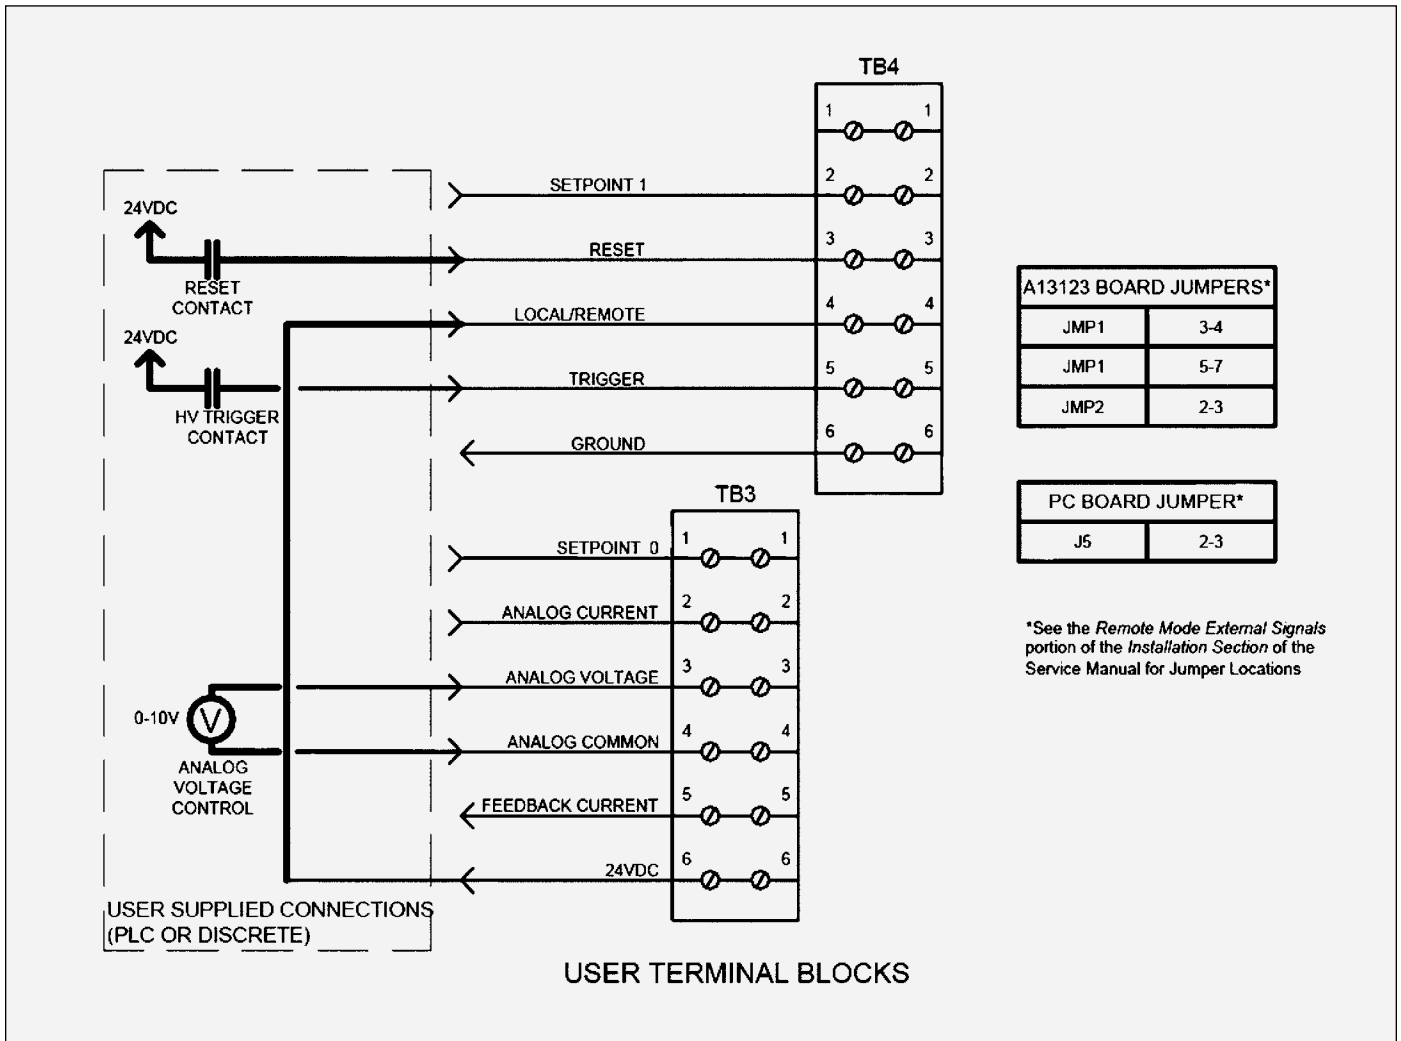 TB4
1 1
SETPOINT 1 2 2
24VDC
RESET 3 3
RESET
CONTACT
LOCAL/REMOTE 4 4
24VDC
TRIGGER 5 5
HV TRIGGER
CONTACT
GROUND 6 6
A13123 BOARD JUMPERS*
JMP1 3-4
JMP1 5-7
JMP2 2-3
PC BOARD JUMPER*
J5 2-3
TB3
SETPOINT 0 1 1
ANALOG CURRENT 2 2
ANALOG VOLTAGE 3 3
0-10V
V
ANALOG COMMON 4 4
ANALOG
VOLTAGE
CONTROL
FEEDBACK CURRENT 5 5
24VDC 6 6
*See the Remote Mode External Signals
portion of the Installation Section of the
Service Manual for Jumper Locations
USER SUPPLIED CONNECTIONS
(PLC OR DISCRETE)
USER TERMINAL BLOCKS